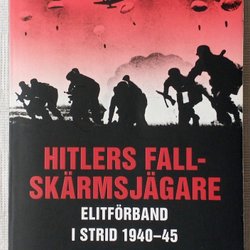 HITLERS FALL-
SKÄRMSJÄGARE
ELITFÖRBAND
I STRID 1940–45